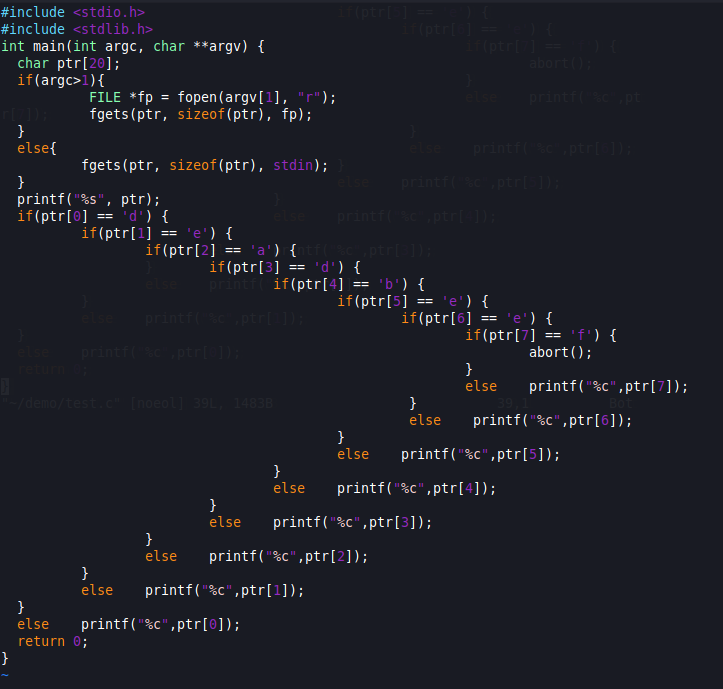 #include <stdio.h>
#include <stdlib.h>
int main(int argc, char **argv) {
  char ptr[20];
  if(argc>1){
           FILE *fp = fopen(argv[1], "r");
           fgets(ptr, sizeof(ptr), fp);
  }
  else{
          fgets(ptr, sizeof(ptr), stdin);
  }
  printf("%s", ptr);
  if(ptr[0] == 'd') {
          if(ptr[1] == 'e') {
                  if(ptr[2] == 'a') {
                          if(ptr[3] == 'd') {
                                  if(ptr[4] == 'b') {
                                          if(ptr[5] == 'e') {
                                                  if(ptr[6] == 'e') {
                                                          if(ptr[7] == 'f') {
                                                                  abort();
                                                          }
                                                          else    printf("%c",ptr[7]);
                                                   }
                                                   else    printf("%c",ptr[6]);
                                          }
                                          else    printf("%c",ptr[5]);
                                  }
                                  else    printf("%c",ptr[4]);
                          }
                          else    printf("%c",ptr[3]);
                  }
                  else    printf("%c",ptr[2]);
          }
          else    printf("%c",ptr[1]);
  }
  else    printf("%c",ptr[0]);
  return 0;
}
~